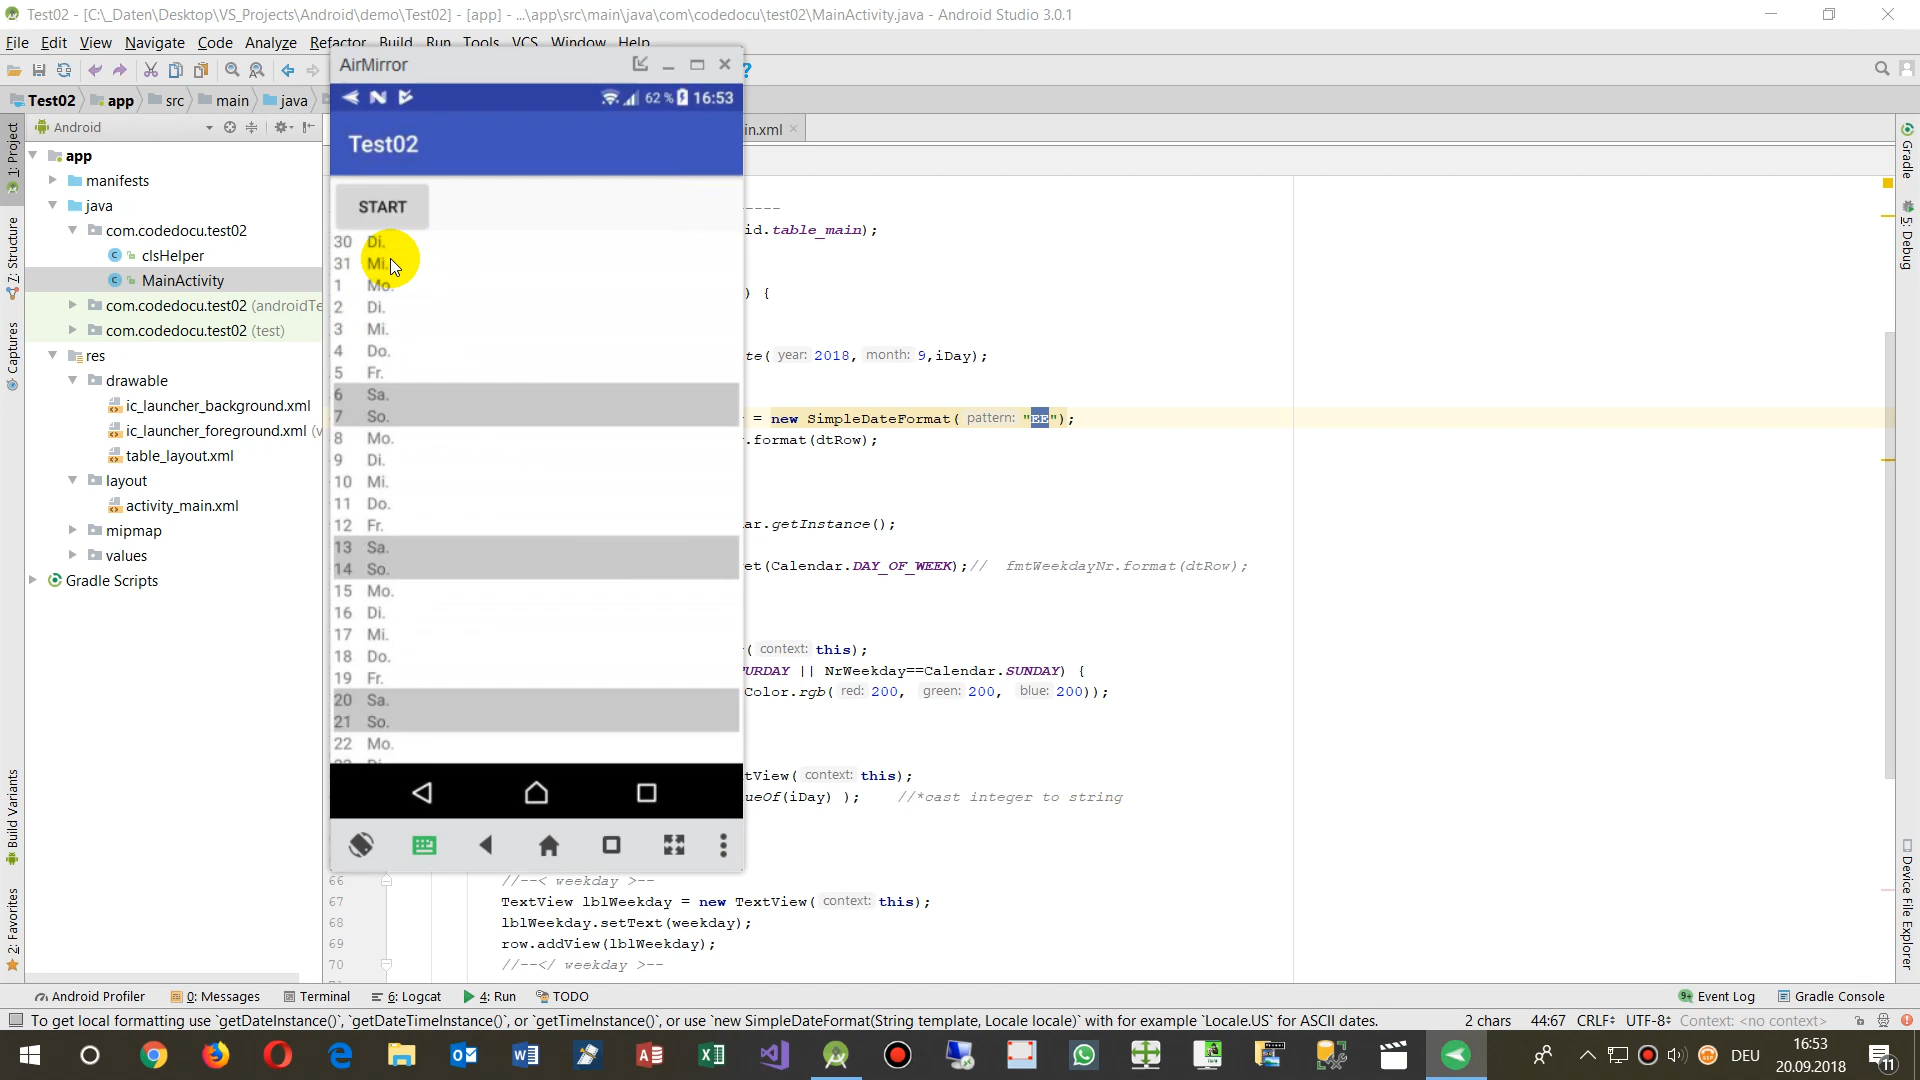 Test02 - [C:\_Daten\Desktop\VS_Projects\Android\demo\Test02] - [app] - ...\app\src\main\java\com\codedocu\test02\MainActivity.java - Android Studio 3.0.1
File Edit View Navigate Code Analyze Refactor Build Run Tools VCS Window Help
Test02 app src main java
Android
in.xml
1: Project
7: Structure
Captures
Build Variants
2: Favorites
app
manifests
java
com.codedocu.test02
clsHelper
MainActivity
com.codedocu.test02 (androidTe
com.codedocu.test02 (test)
res
drawable
ic_launcher_background.xml
ic_launcher_foreground.xml (v
table_layout.xml
layout
activity_main.xml
mipmap
values
Gradle Scripts
AirMirror
62 % 16:53
Test02
START
30 Di.
31 Mi.
1 Mo.
2 Di.
3 Mi.
4 Do.
5 Fr.
6 Sa.
7 So.
8 Mo.
9 Di.
10 Mi.
11 Do.
12 Fr.
13 Sa.
14 So.
15 Mo.
16 Di.
17 Mi.
18 Do.
19 Fr.
20 Sa.
21 So.
22 Mo.
-----
id.table_main);
) {
te( year: 2018, month: 9,iDay);
= new SimpleDateFormat( pattern: "EE");
.format(dtRow);
ar.getInstance();
et(Calendar.DAY_OF_WEEK);// fmtWeekdayNr.format(dtRow);
( context: this);
TURDAY || NrWeekday==Calendar.SUNDAY) {
Color.rgb( red: 200, green: 200, blue: 200));
tView( context: this);
ueOf(iDay) ); //*cast integer to string
66 //--< weekday >--
67 TextView lblWeekday = new TextView( context: this);
68 lblWeekday.setText(weekday);
69 row.addView(lblWeekday);
70 //--</ weekday >--
Gradle
5: Debug
Device File Explorer
Android Profiler 0: Messages Terminal 6: Logcat 4: Run TODO 9+ Event Log Gradle Console
To get local formatting use `getDateInstance()`, `getDateTimeInstance()`, or `getTimeInstance()`, or use `new SimpleDateFormat(String template, Locale locale)` with for example `Locale.US` for ASCII dates. 2 chars 44:67 CRLF UTF-8 Context: <no context>
DEU
16:53
20.09.2018
11